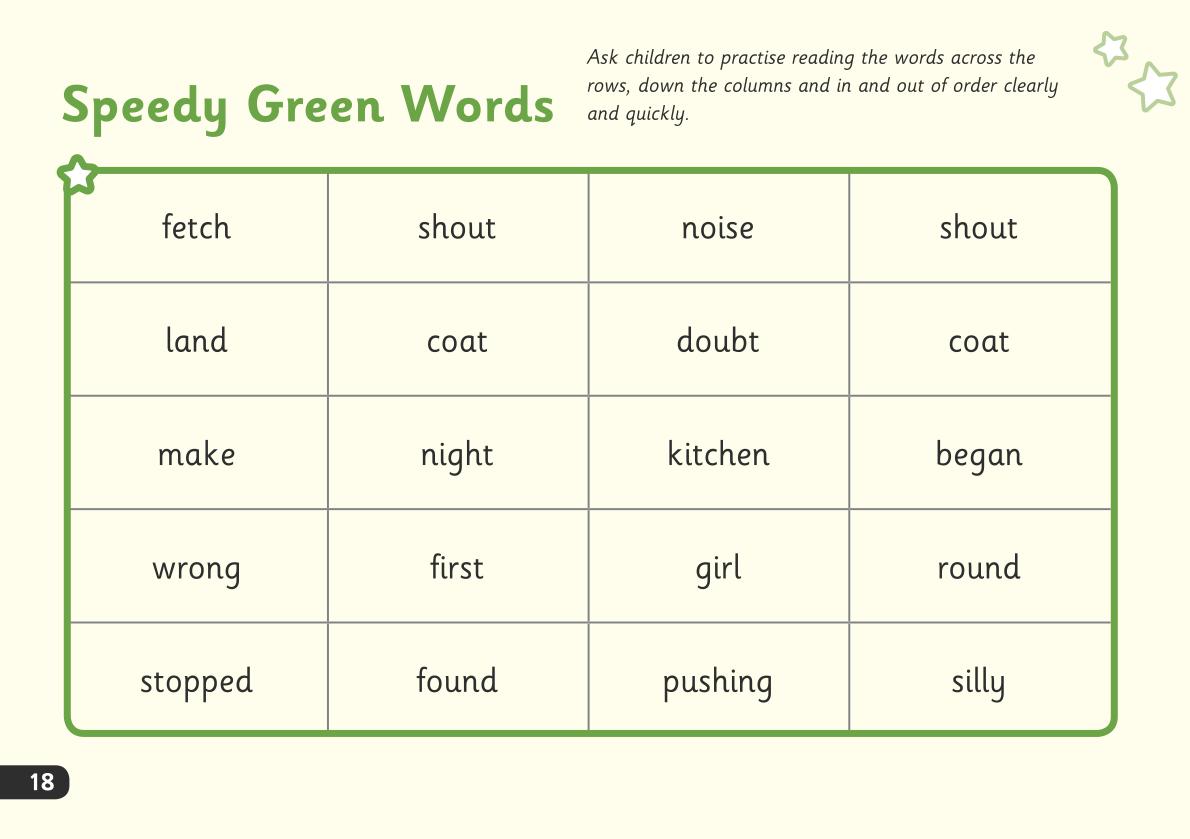 Speedy Green Words
Ask children to practise reading the words across the
rows, down the columns and in and out of order clearly
and quickly.
fetch shout noise shout
land coat doubt coat
make night kitchen began
wrong first girl round
stopped found pushing silly
18